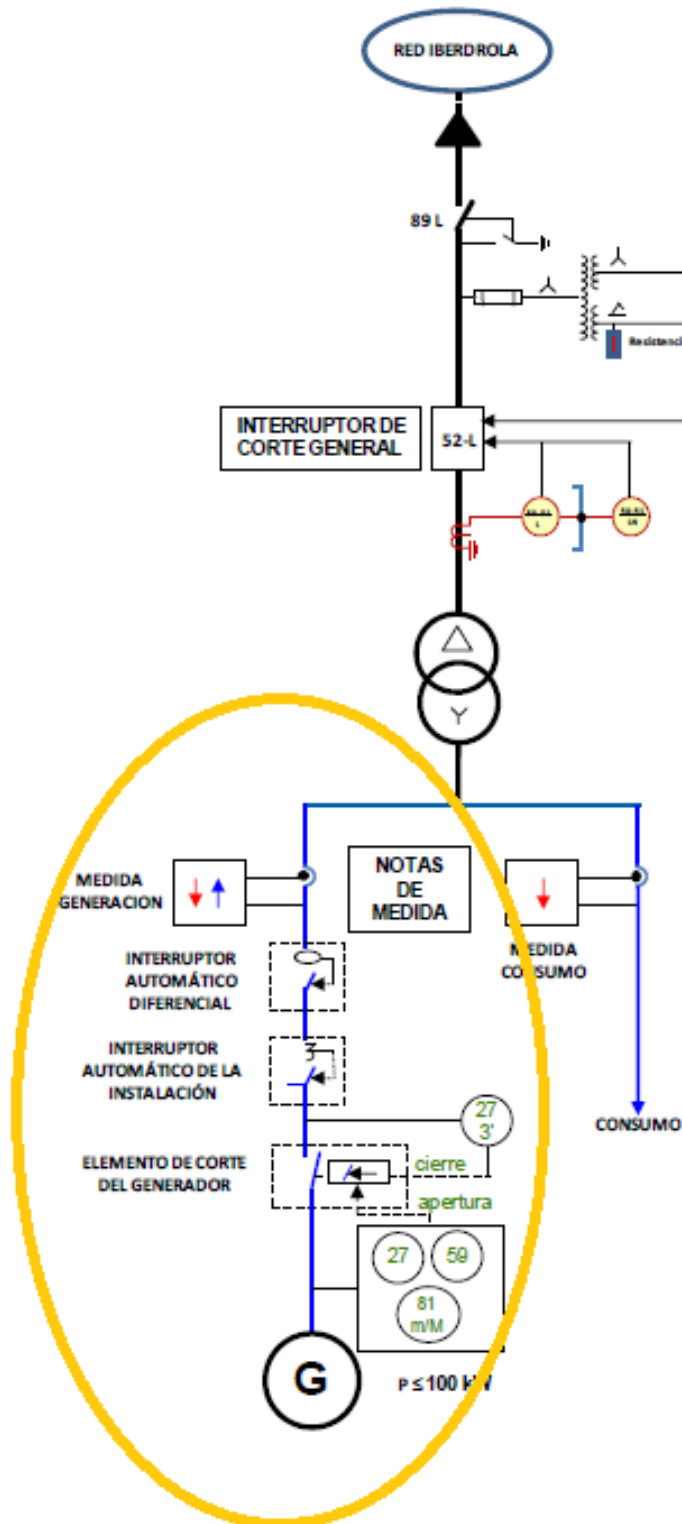 RED IBERDROLA
89 L
Resistenci
INTERRUPTOR DE
CORTE GENERAL
52-L
L
MEDIDA
GENERACION
NOTAS
DE
MEDIDA
MEDIDA
CONSUMO
INTERRUPTOR
AUTOMÁTICO
DIFERENCIAL
INTERRUPTOR
AUTOMÁTICO DE LA
INSTALACIÓN
27
3'
CONSUMO
ELEMENTO DE CORTE
DEL GENERADOR
cierre
apertura
27
59
81
m/M
G
P ≤ 100 kW